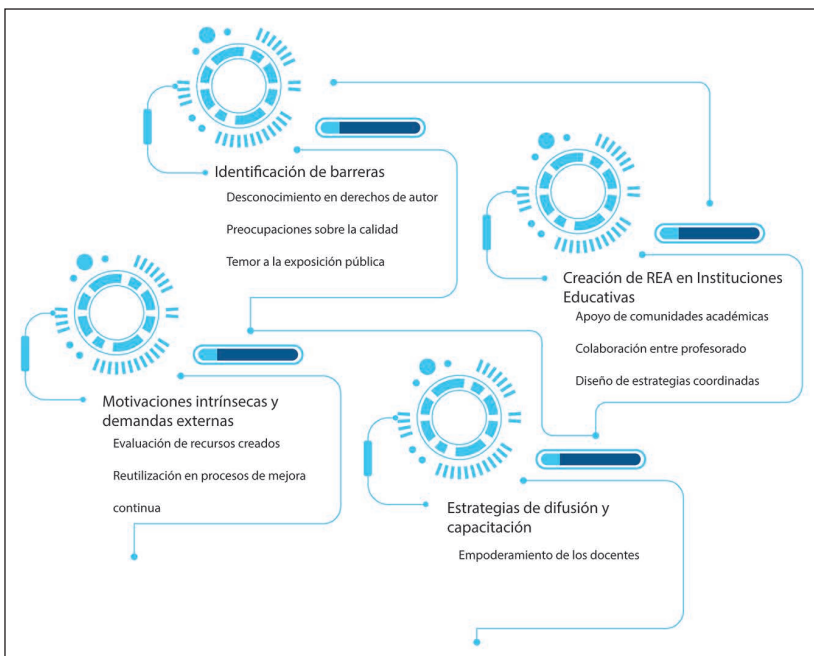 Identificación de barreras
Desconocimiento en derechos de autor
Preocupaciones sobre la calidad
Temor a la exposición pública
Creación de REA en Instituciones
Educativas
Apoyo de comunidades académicas
Colaboración entre profesorado
Diseño de estrategias coordinadas
Motivaciones intrínsecas y
demandas externas
Evaluación de recursos creados
Reutilización en procesos de mejora
continua
Estrategias de difusión y
capacitación
Empoderamiento de los docentes